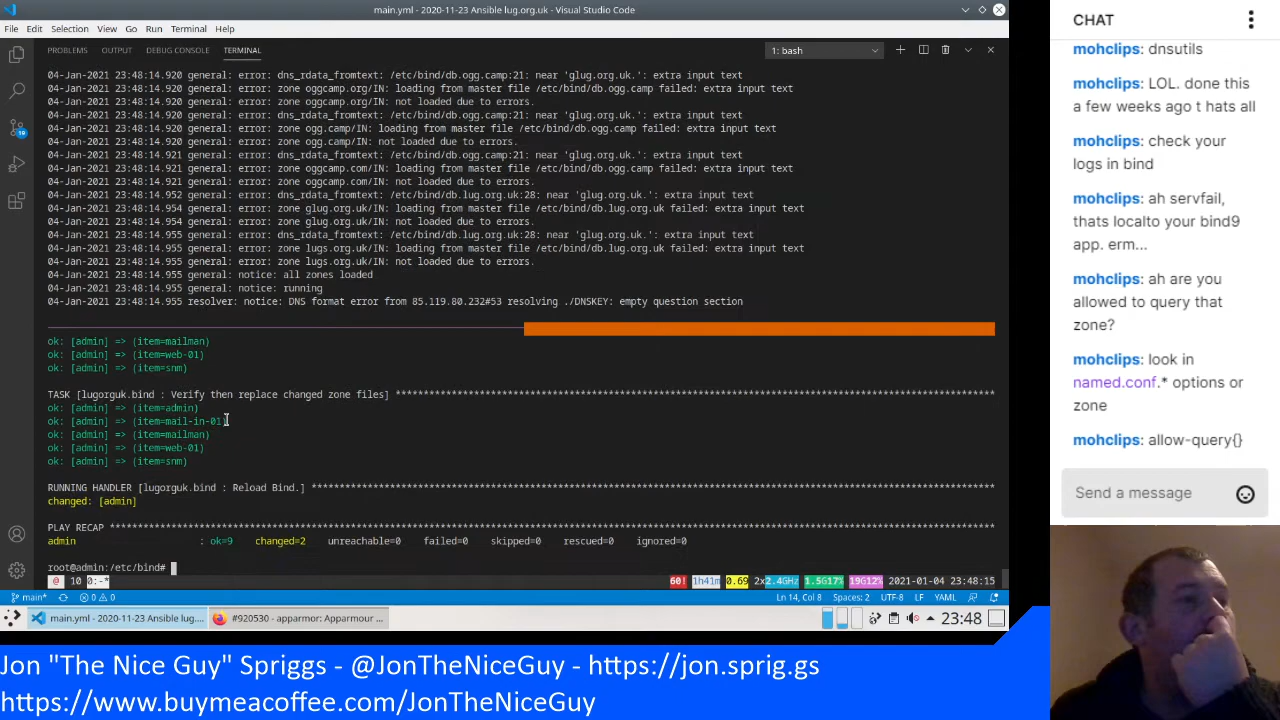 main.yml - 2020-11-23 Ansible lug.org.uk - Visual Studio Code
File Edit Selection View Go Run Terminal Help
PROBLEMS OUTPUT DEBUG CONSOLE TERMINAL 1: bash
04-Jan-2021 23:48:14.920 general: error: dns_rdata_fromtext: /etc/bind/db.ogg.camp:21: near 'glug.org.uk.': extra input text
04-Jan-2021 23:48:14.920 general: error: zone oggcamp.org/IN: loading from master file /etc/bind/db.ogg.camp failed: extra input text
04-Jan-2021 23:48:14.920 general: error: zone oggcamp.org/IN: not loaded due to errors.
04-Jan-2021 23:48:14.920 general: error: dns_rdata_fromtext: /etc/bind/db.ogg.camp:21: near 'glug.org.uk.': extra input text
04-Jan-2021 23:48:14.920 general: error: zone ogg.camp/IN: loading from master file /etc/bind/db.ogg.camp failed: extra input text
04-Jan-2021 23:48:14.920 general: error: zone ogg.camp/IN: not loaded due to errors.
04-Jan-2021 23:48:14.921 general: error: dns_rdata_fromtext: /etc/bind/db.ogg.camp:21: near 'glug.org.uk.': extra input text
04-Jan-2021 23:48:14.921 general: error: zone oggcamp.com/IN: loading from master file /etc/bind/db.ogg.camp failed: extra input text
04-Jan-2021 23:48:14.921 general: error: zone oggcamp.com/IN: not loaded due to errors.
04-Jan-2021 23:48:14.952 general: error: dns_rdata_fromtext: /etc/bind/db.lug.org.uk:28: near 'glug.org.uk.': extra input text
04-Jan-2021 23:48:14.954 general: error: zone glug.org.uk/IN: loading from master file /etc/bind/db.lug.org.uk failed: extra input text
04-Jan-2021 23:48:14.954 general: error: zone glug.org.uk/IN: not loaded due to errors.
04-Jan-2021 23:48:14.955 general: error: dns_rdata_fromtext: /etc/bind/db.lug.org.uk:28: near 'glug.org.uk.': extra input text
04-Jan-2021 23:48:14.955 general: error: zone lugs.org.uk/IN: loading from master file /etc/bind/db.lug.org.uk failed: extra input text
04-Jan-2021 23:48:14.955 general: error: zone lugs.org.uk/IN: not loaded due to errors.
04-Jan-2021 23:48:14.955 general: notice: all zones loaded
04-Jan-2021 23:48:14.955 general: notice: running
04-Jan-2021 23:48:14.955 resolver: notice: DNS format error from 85.119.80.232#53 resolving ./DNSKEY: empty question section
ok: [admin] => (item=mailman)
ok: [admin] => (item=web-01)
ok: [admin] => (item=snm)
TASK [lugorguk.bind : Verify then replace changed zone files] ****************************************************************************************************
ok: [admin] => (item=admin)
ok: [admin] => (item=mail-in-01)
ok: [admin] => (item=mailman)
ok: [admin] => (item=web-01)
ok: [admin] => (item=snm)
RUNNING HANDLER [lugorguk.bind : Reload Bind.] *******************************************************************************************************************
changed: [admin]
PLAY RECAP *******************************************************************************************************************************************************
admin : ok=9 changed=2 unreachable=0 failed=0 skipped=0 rescued=0 ignored=0
root@admin:/etc/bind#
@ 10 0:-* 60! 1h41m 0.69 2x2.4GHz 1.5G17% 19G12% 2021-01-04 23:48:15
main* 0 0 Ln 14, Col 8 Spaces: 2 UTF-8 LF YAML
main.yml - 2020-11-23 Ansible lug.... #920530 - apparmor: Apparmour ... 23:48
Jon "The Nice Guy" Spriggs - @JonTheNiceGuy - https://jon.sprig.gs
https://www.buymeacoffee.com/JonTheNiceGuy
CHAT
mohclips: dnsutils
mohclips: LOL. done this
a few weeks ago t hats all
mohclips: check your
logs in bind
mohclips: ah servfail,
thats localto your bind9
app. erm...
mohclips: ah are you
allowed to query that
zone?
mohclips: look in
named.conf.* options or
zone
mohclips: allow-query{}
Send a message